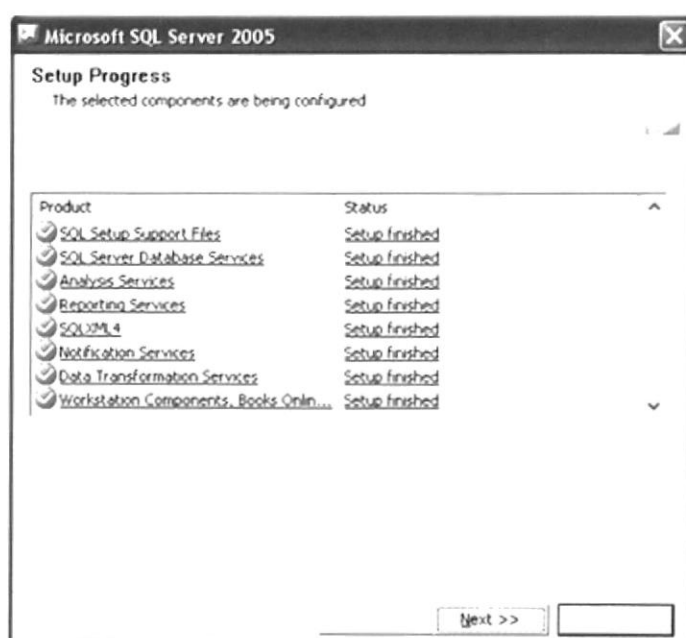 Microsoft SQL Server 2005
Setup Progress
The selected components are being configured
Product Status
SQL Setup Support Files Setup finished
SQL Server Database Services Setup finished
Analysis Services Setup finished
Reporting Services Setup finished
SQLXML4 Setup finished
Notification Services Setup finished
Data Transformation Services Setup finished
Workstation Components, Books Onlin... Setup finished
Next >>